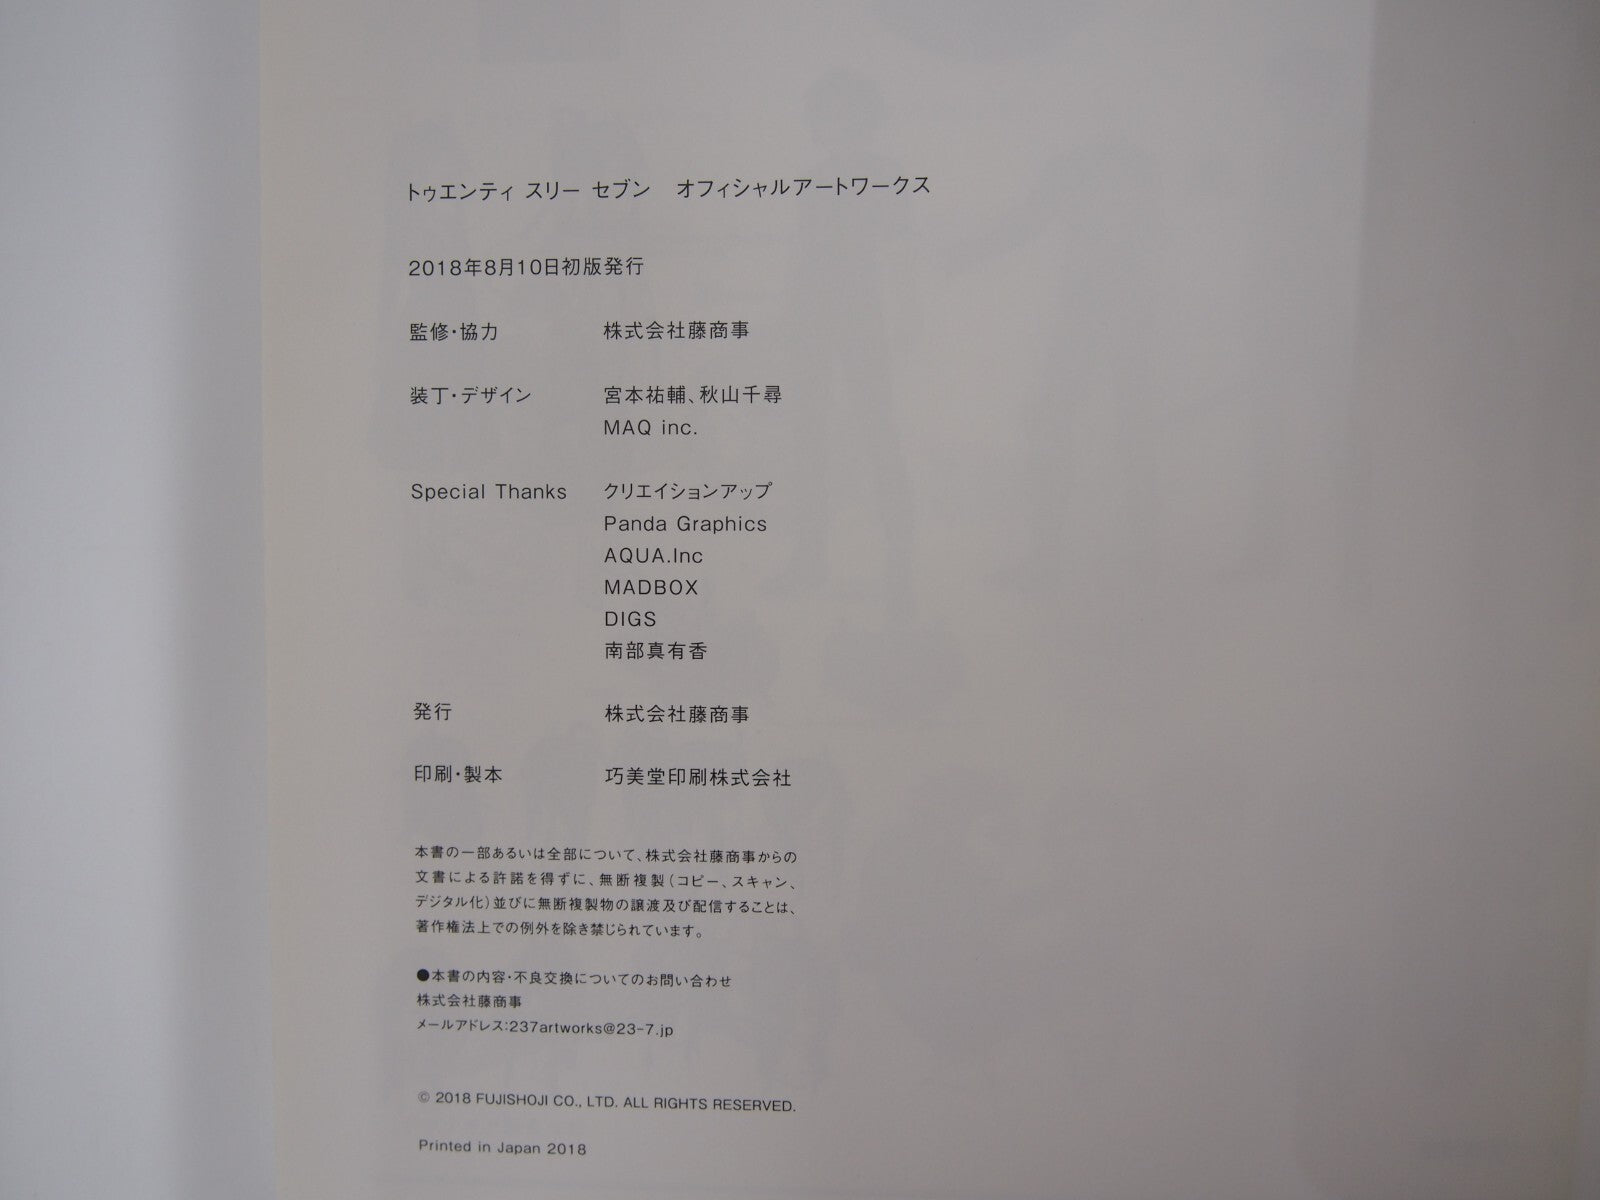 トゥエンティ スリー セブン　オフィシャルアートワークス
2018年8月10日初版発行
監修・協力　株式会社藤商事
装丁・デザイン　宮本祐輔、秋山千尋
MAQ inc.
Special Thanks　クリエイションアップ
Panda Graphics
AQUA.Inc
MADBOX
DIGS
南部真有香
発行　株式会社藤商事
印刷・製本　巧美堂印刷株式会社
本書の一部あるいは全部について、株式会社藤商事からの
文書による許諾を得ずに、無断複製（コピー、スキャン、
デジタル化）並びに無断複製物の譲渡及び配信することは、
著作権法上での例外を除き禁じられています。
●本書の内容・不良交換についてのお問い合わせ
株式会社藤商事
メールアドレス：237artworks@23-7.jp
© 2018 FUJISHOJI CO., LTD. ALL RIGHTS RESERVED.
Printed in Japan 2018